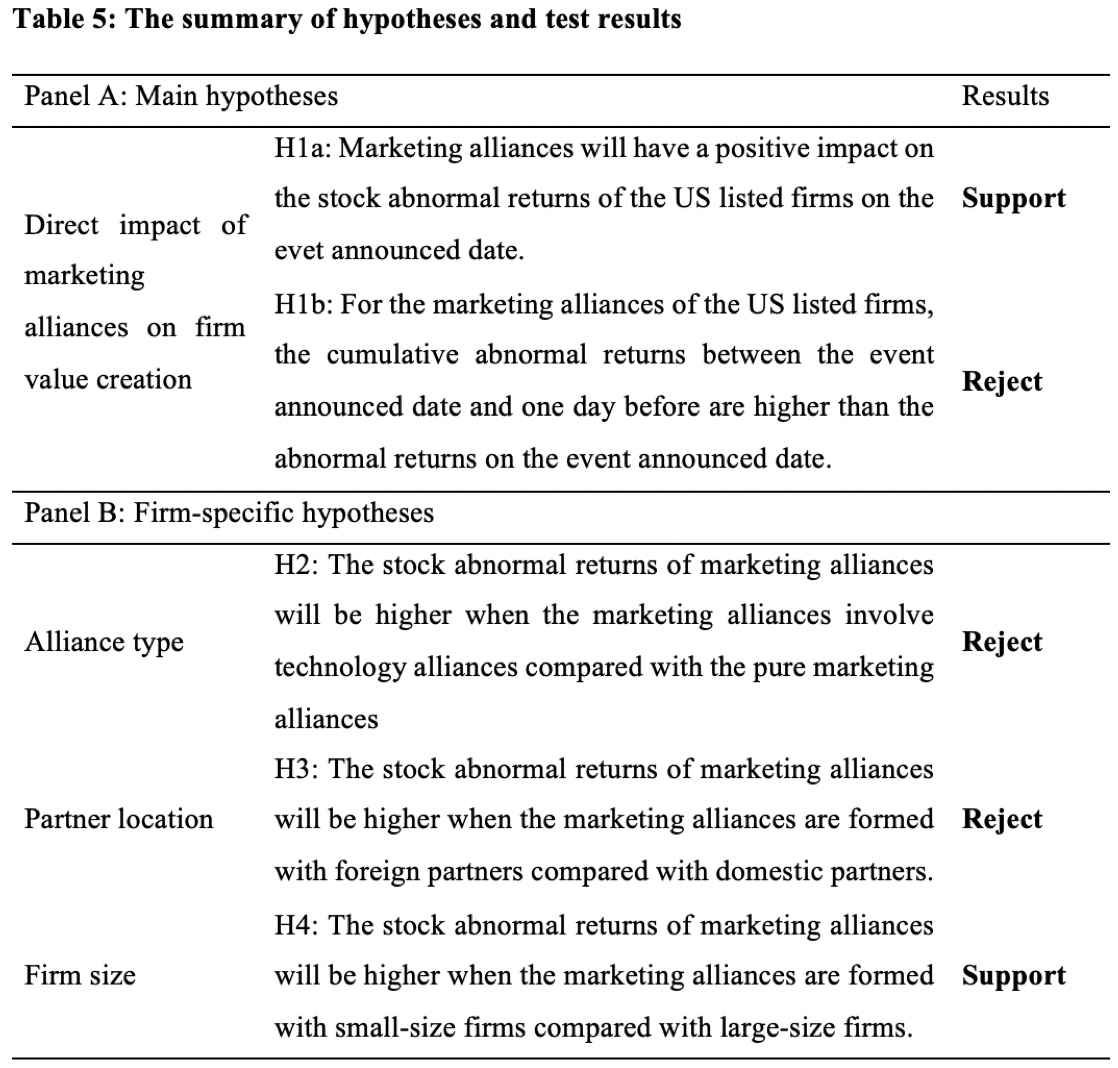 Table 5: The summary of hypotheses and test results
Panel A: Main hypotheses
Results
Direct impact of
marketing
alliances on firm
value creation
H1a: Marketing alliances will have a positive impact on
the stock abnormal returns of the US listed firms on the
evet announced date.
Support
H1b: For the marketing alliances of the US listed firms,
the cumulative abnormal returns between the event
announced date and one day before are higher than the
abnormal returns on the event announced date.
Reject
Panel B: Firm-specific hypotheses
Alliance type
H2: The stock abnormal returns of marketing alliances
will be higher when the marketing alliances involve
technology alliances compared with the pure marketing
alliances
Reject
Partner location
H3: The stock abnormal returns of marketing alliances
will be higher when the marketing alliances are formed
with foreign partners compared with domestic partners.
Reject
Firm size
H4: The stock abnormal returns of marketing alliances
will be higher when the marketing alliances are formed
with small-size firms compared with large-size firms.
Support